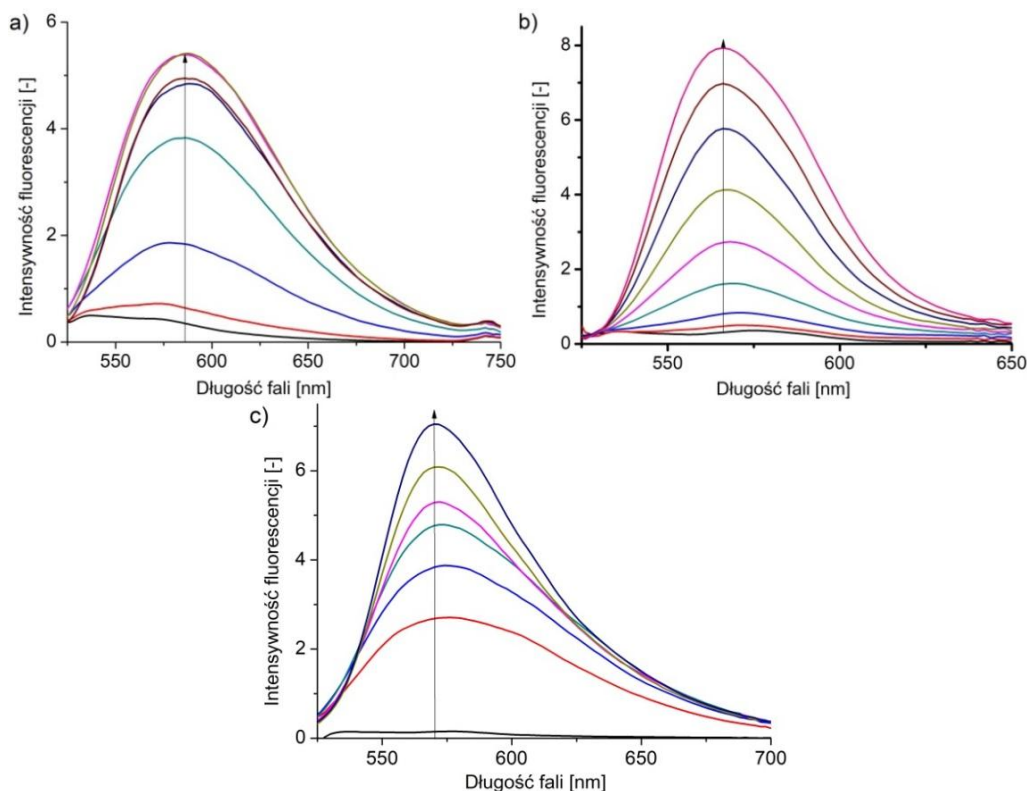 a)
Intensywność fluorescencji [-]
6
4
2
0
550
600
650
700
750
Długość fali [nm]
b)
Intensywność fluorescencji [-]
8
6
4
2
0
550
600
650
Długość fali [nm]
c)
Intensywność fluorescencji [-]
6
4
2
0
550
600
650
700
Długość fali [nm]